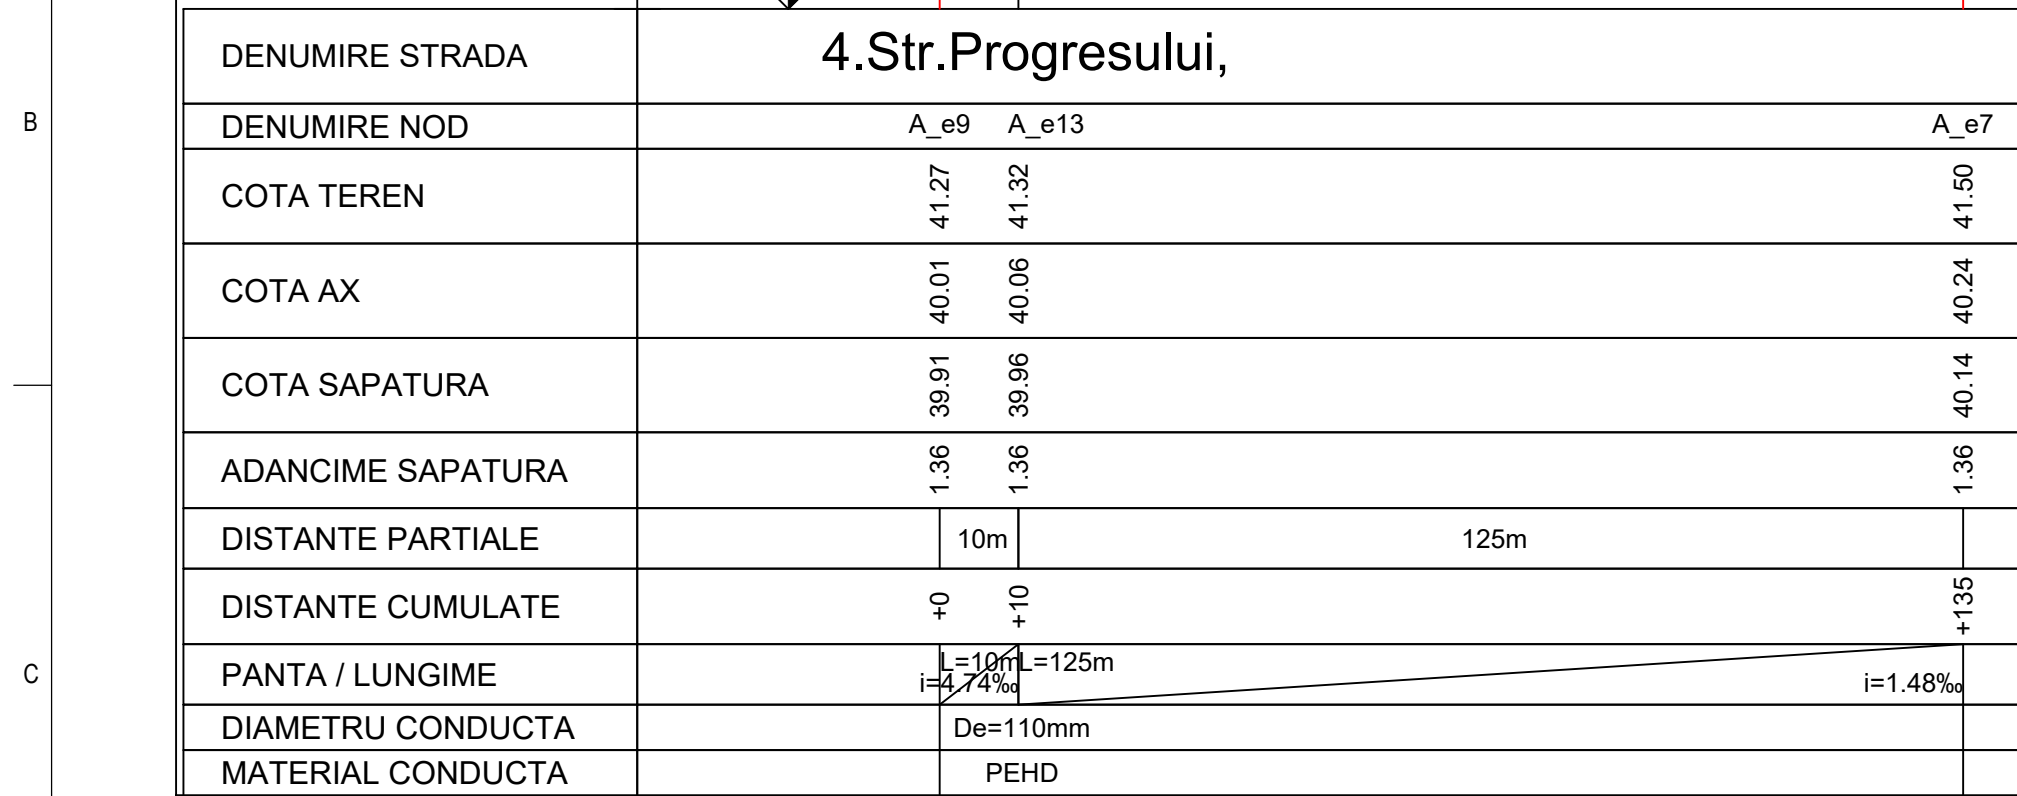 DENUMIRE STRADA 4.Str.Progresului,
B
DENUMIRE NOD A_e9 A_e13 A_e7
COTA TEREN 41.27 41.32 41.50
COTA AX 40.01 40.06 40.24
COTA SAPATURA 39.91 39.96 40.14
ADANCIME SAPATURA 1.36 1.36 1.36
DISTANTE PARTIALE 10m 125m
DISTANTE CUMULATE +0 +10 +135
C
PANTA / LUNGIME L=10m L=125m
i=4.74‰ i=1.48‰
DIAMETRU CONDUCTA De=110mm
MATERIAL CONDUCTA PEHD